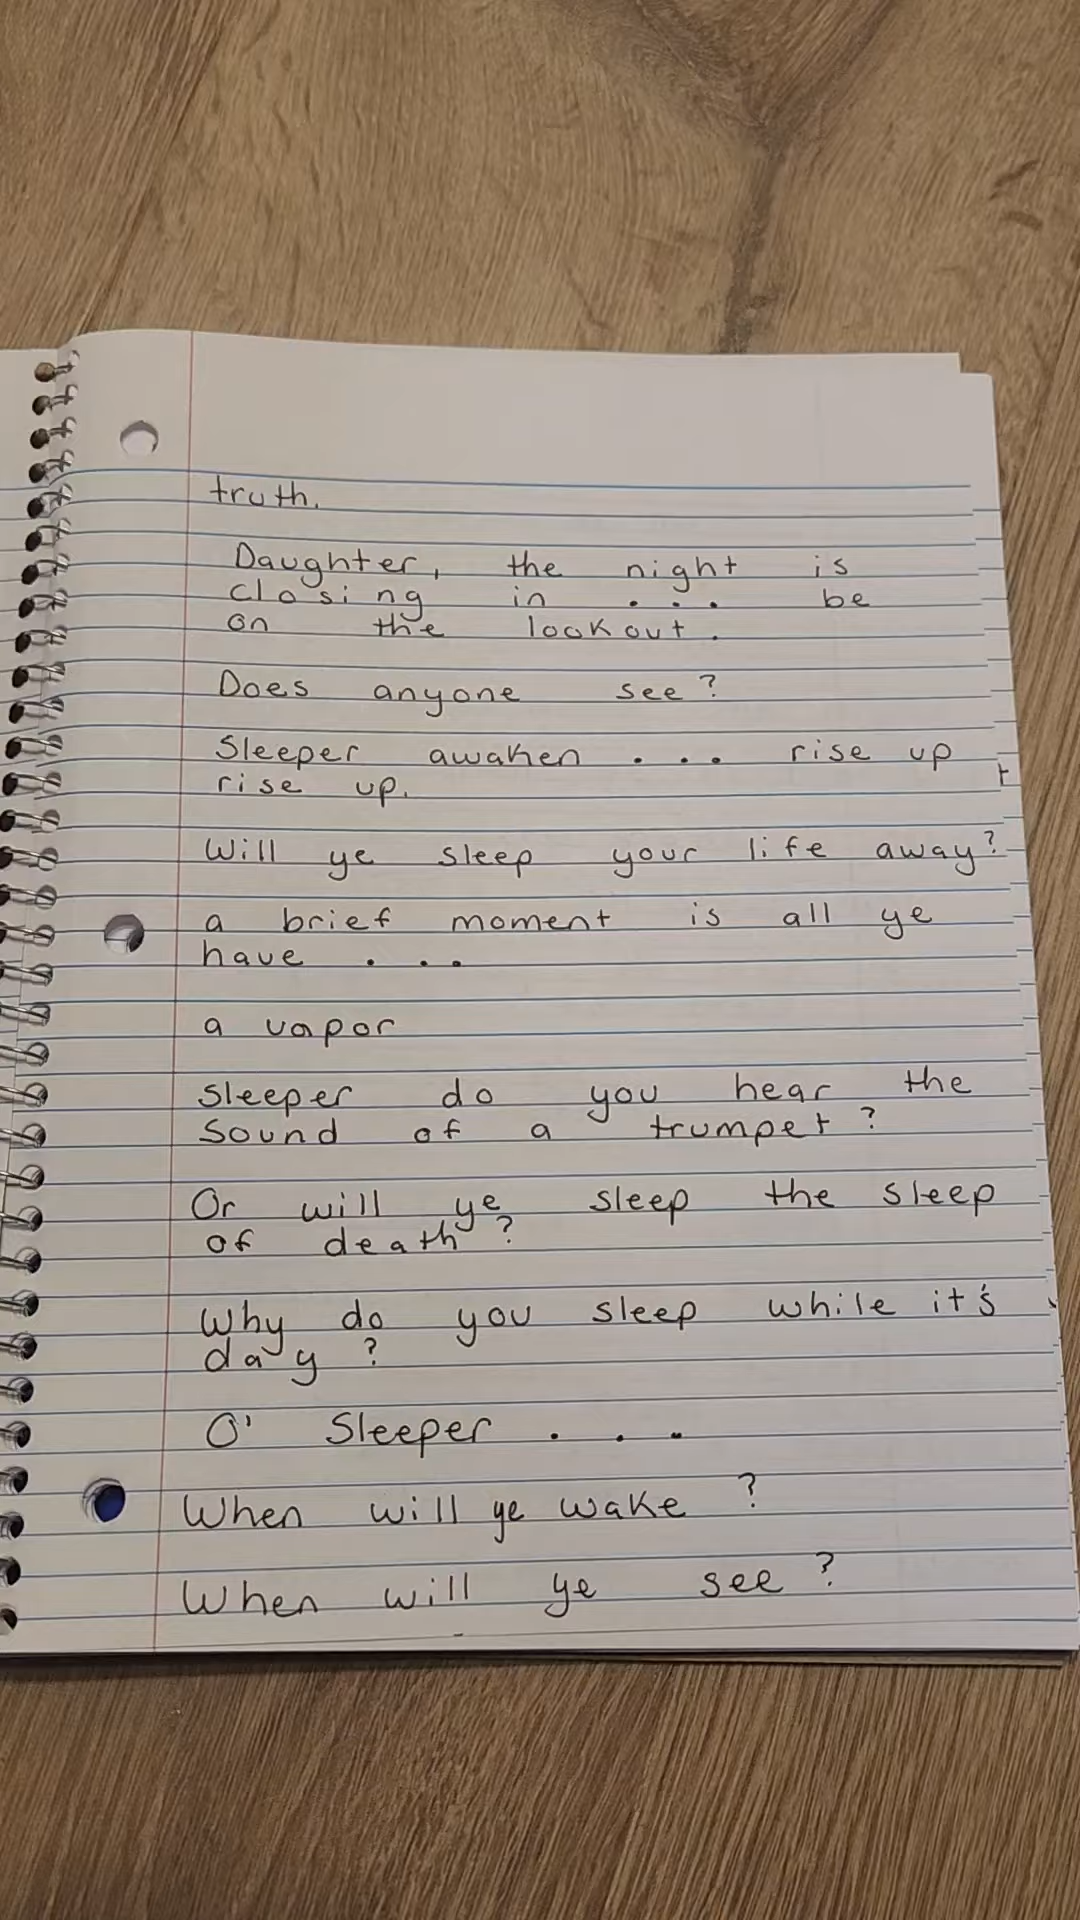 truth.
Daughter, the night is
closing in ... be
on the lookout.
Does anyone see?
Sleeper awaken ... rise up
rise up.
Will ye sleep your life away?
a brief moment is all ye
have ...
a vapor
Sleeper do you hear the
sound of a trumpet?
Or will ye sleep the sleep
of death?
Why do you sleep while it's
day?
O' Sleeper ...
When will ye wake?
When will ye see?